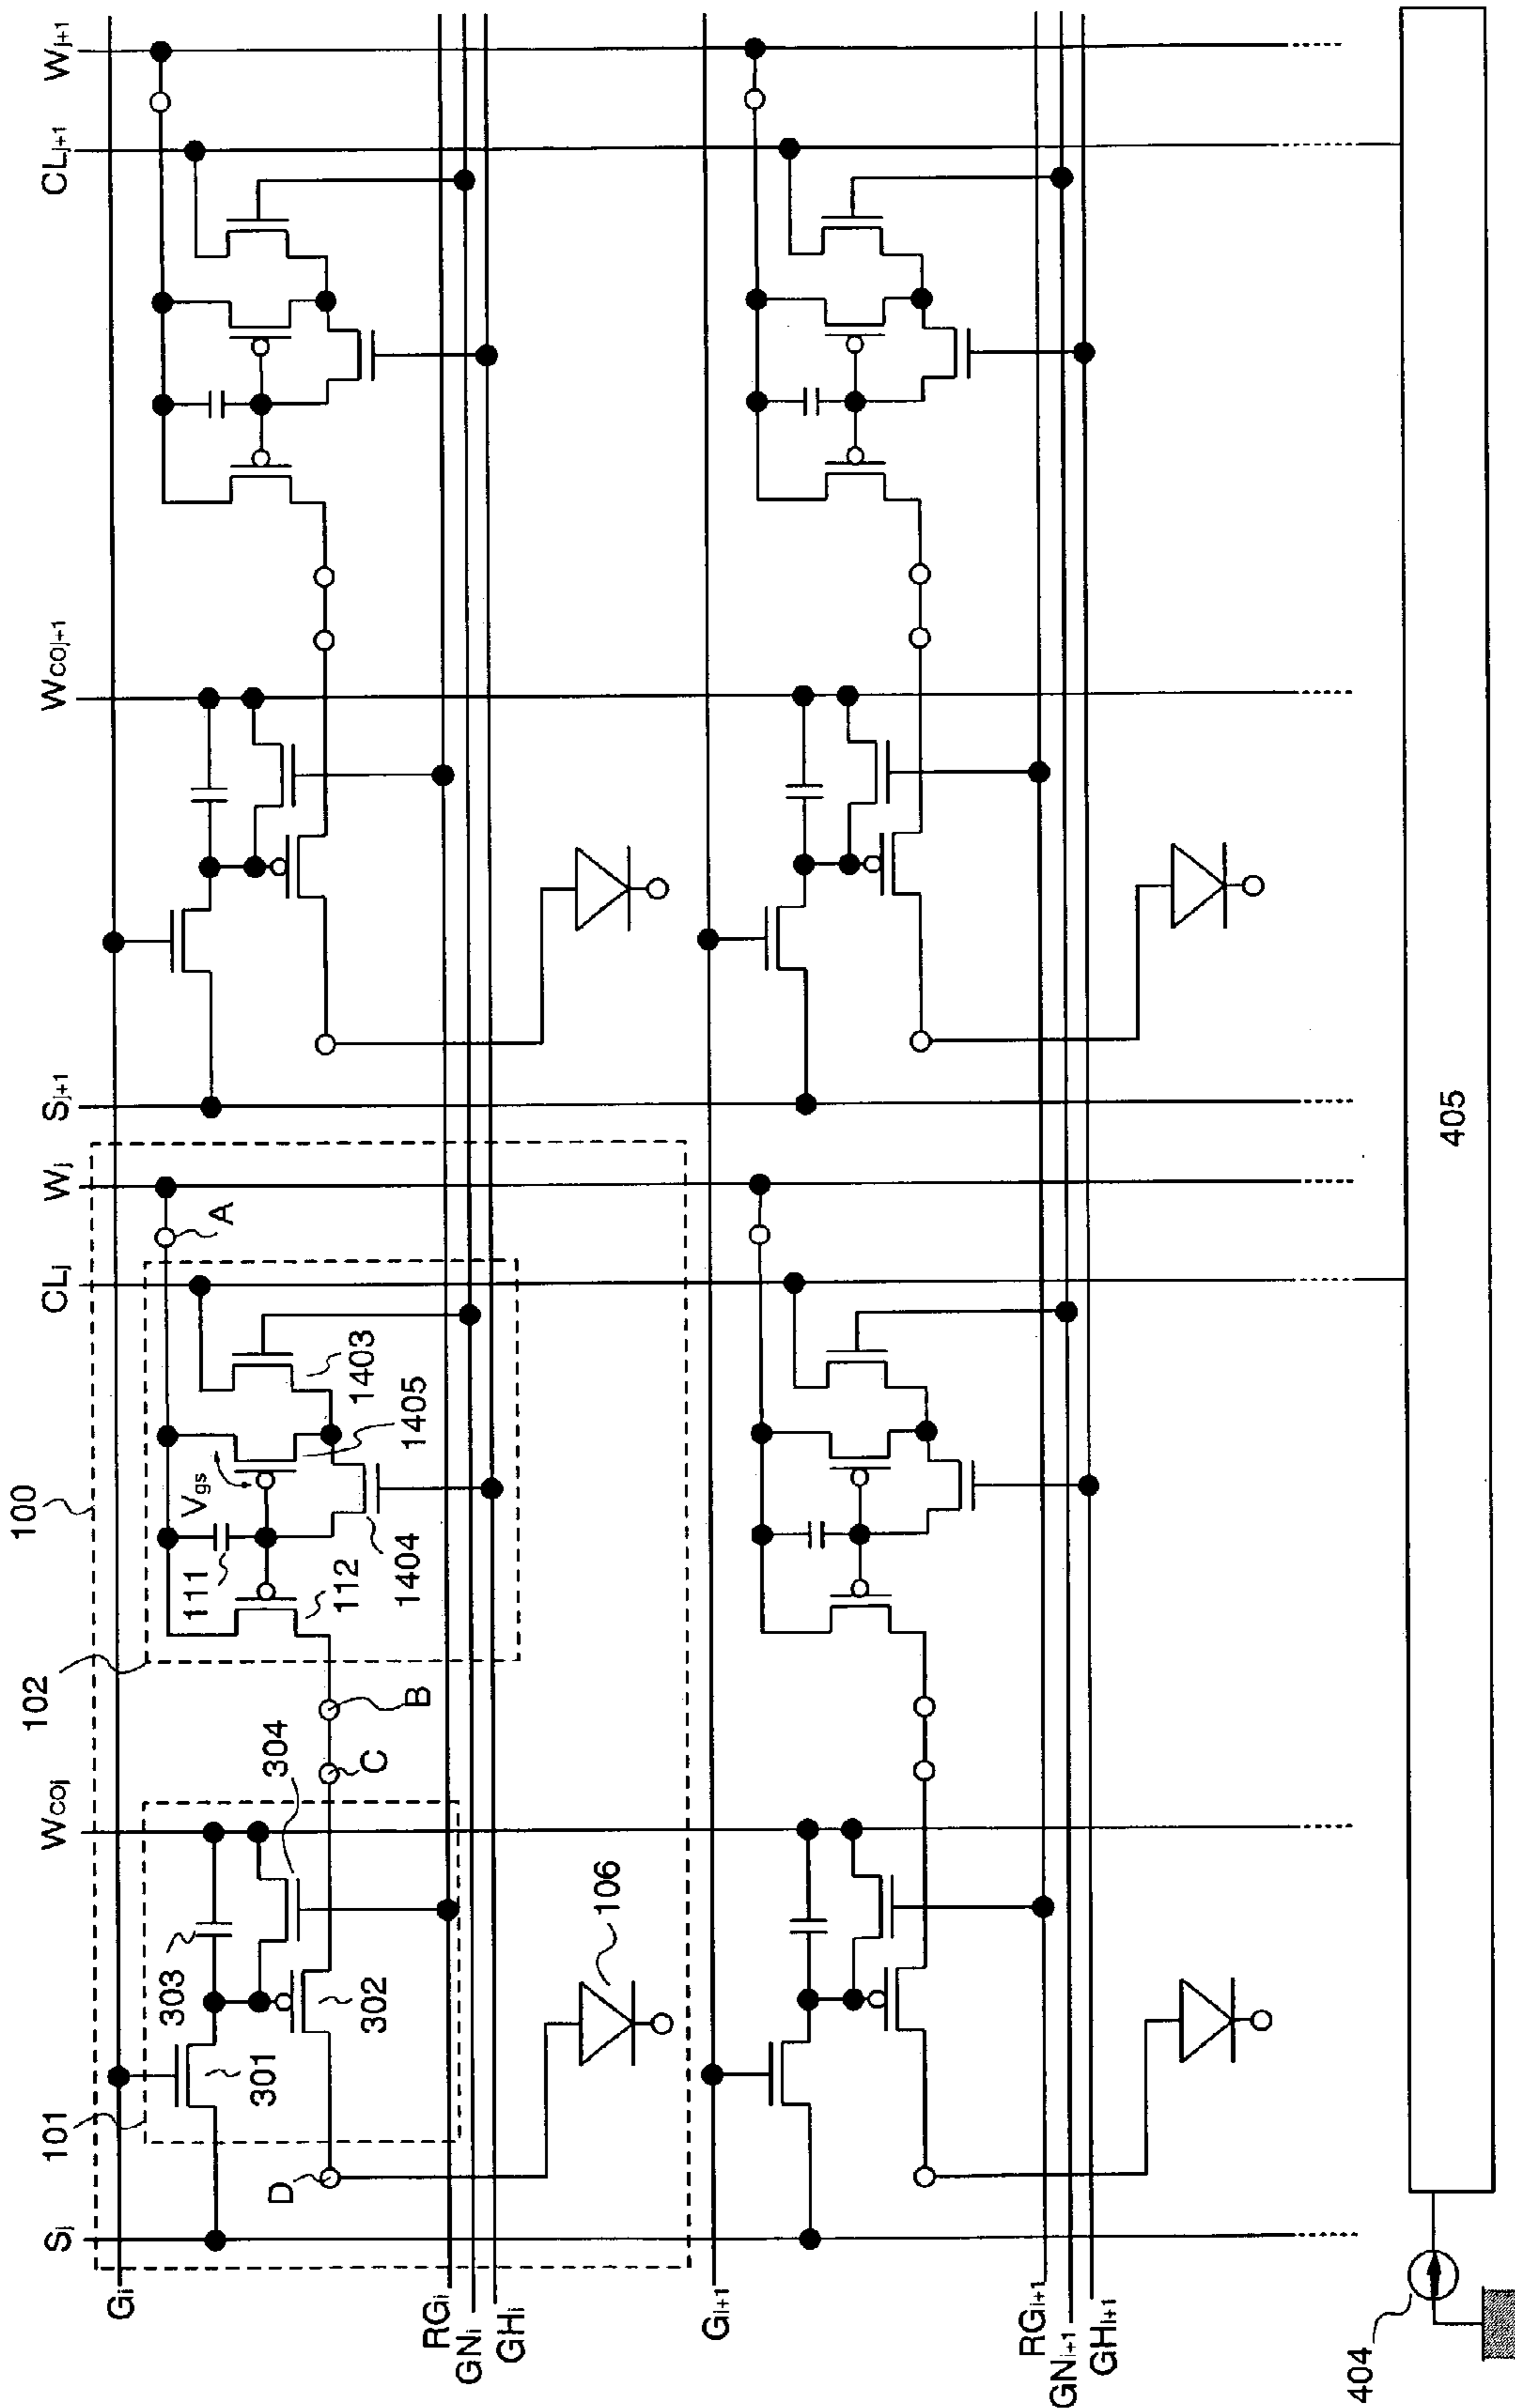 Sj
Wcoj
CLj
Wj
Sj+1
Wcoj+1
CLj+1
Wj+1
101
102
100
Gi
301
303
304
302
D
C
B
A
111
112
Vgs
1403
1404
1405
106
RGi
GNi
GHi
Gi+1
RGi+1
GNi+1
GHi+1
404
405